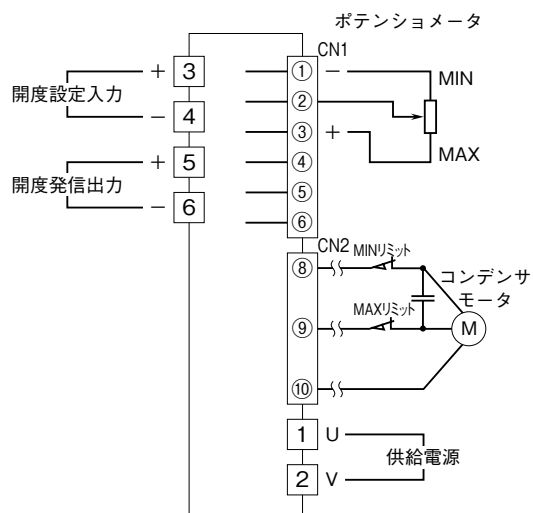 ポテンショメータ
CN1
+ 3
① －
MIN
開度設定入力
②
－ 4
③ +
MAX
+ 5
④
開度発信出力
⑤
－ 6
⑥
CN2
⑧
MINリミット
コンデンサ
モータ
MAXリミット
⑨
M
⑩
1 U
供給電源
2 V